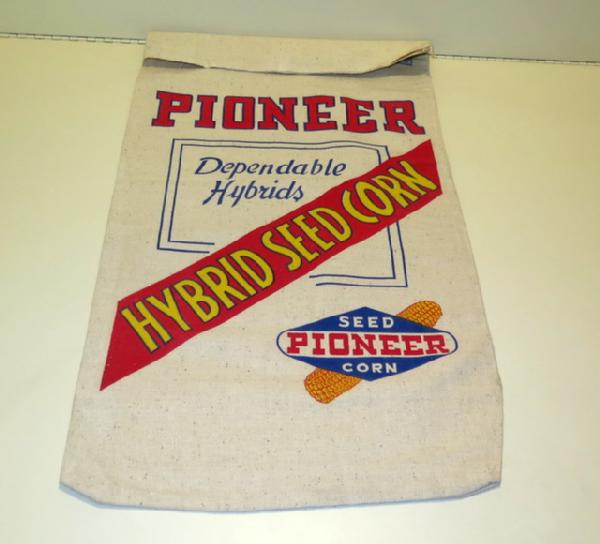 PIONEER
Dependable
Hybrids
HYBRID SEED CORN
SEED
PIONEER
CORN